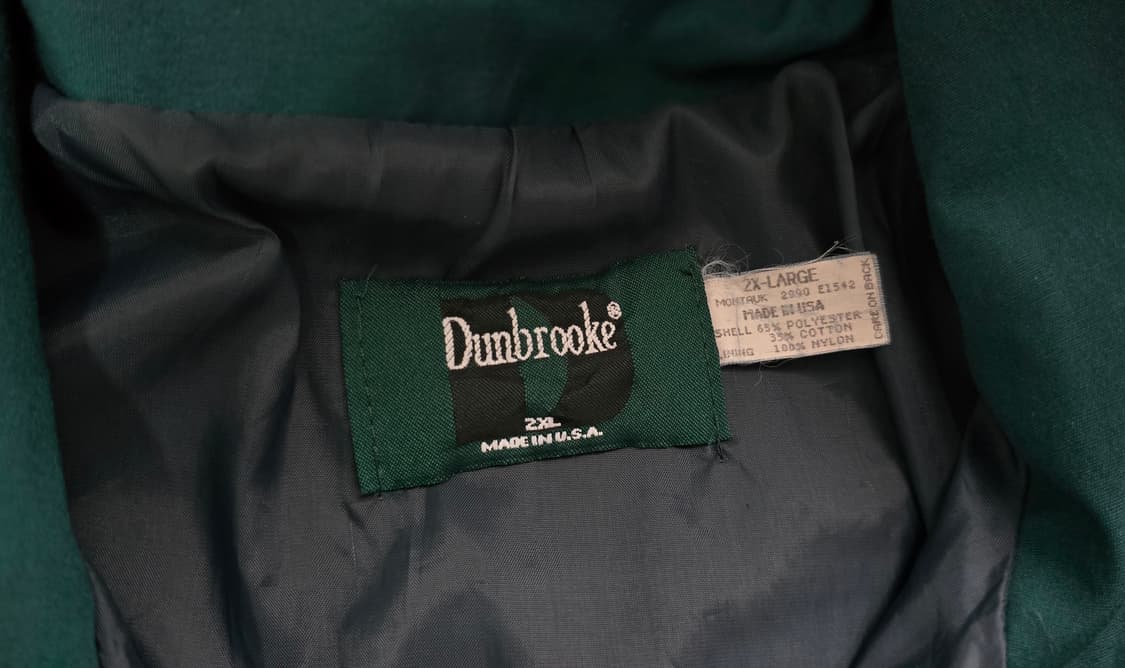 Dunbrooke®
2XL
MADE IN U.S.A.
2X-LARGE
MONTAUK 2990 E1542
MADE IN USA
SHELL 65% POLYESTER
35% COTTON
LINING 100% NYLON
CARE ON BACK